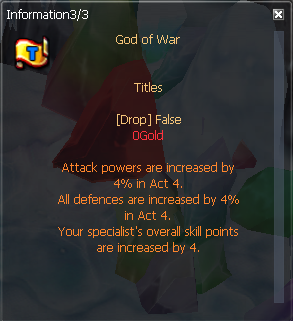 Information3/3
God of War
T
Titles
[Drop] False
0Gold
Attack powers are increased by
4% in Act 4.
All defences are increased by 4%
in Act 4.
Your specialist's overall skill points
are increased by 4.